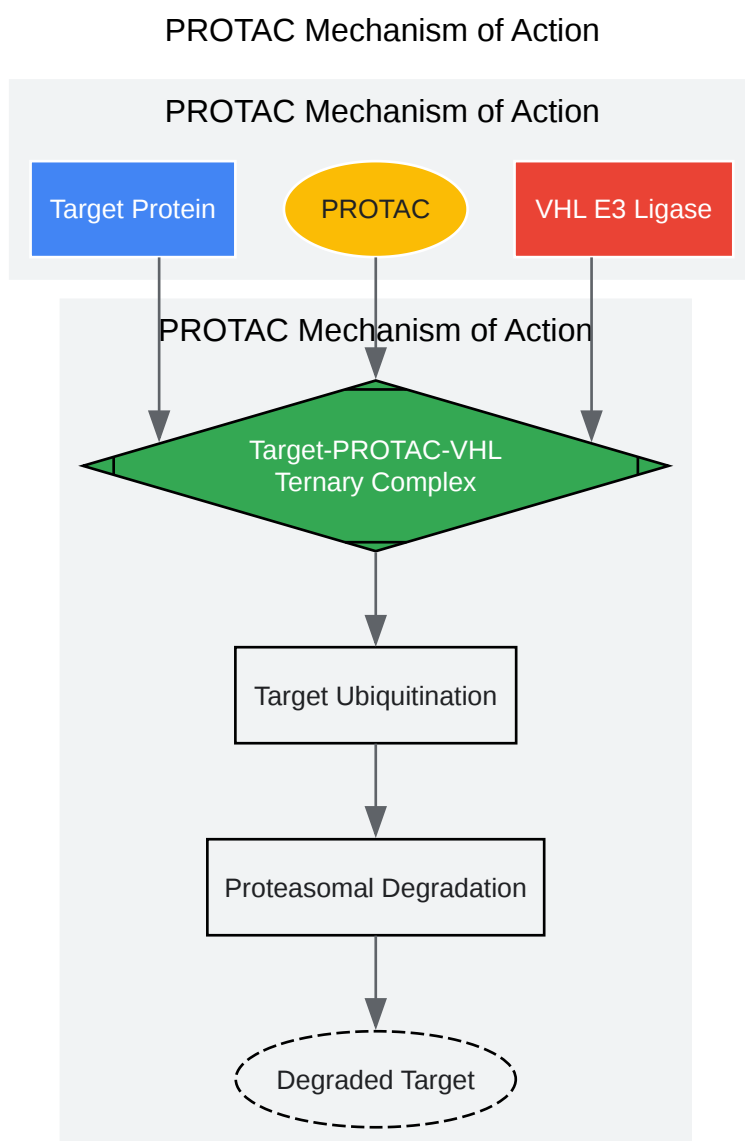 PROTAC Mechanism of Action
PROTAC Mechanism of Action
Target Protein
PROTAC
VHL E3 Ligase
PROTAC Mechanism of Action
Target-PROTAC-VHL
Ternary Complex
Target Ubiquitination
Proteasomal Degradation
Degraded Target